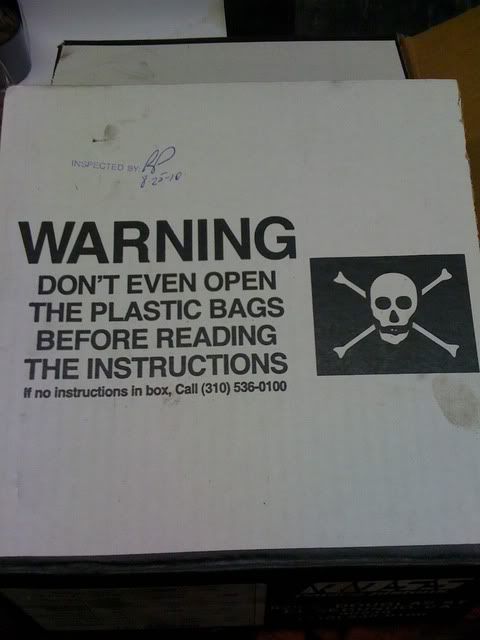 INSPECTED BY: RP
8-25-10
WARNING
DON'T EVEN OPEN
THE PLASTIC BAGS
BEFORE READING
THE INSTRUCTIONS
If no instructions in box, Call (310) 536-0100